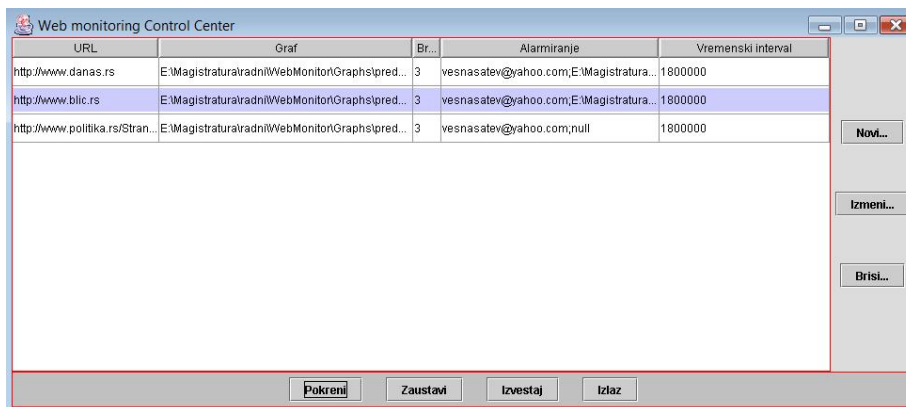 Web monitoring Control Center
URL Graf Br... Alarmiranje Vremenski interval
http://www.danas.rs E:\Magistratura\radni\WebMonitor\Graphs\pred... 3 vesnasatev@yahoo.com;E:\Magistratura... 1800000
http://www.blic.rs E:\Magistratura\radni\WebMonitor\Graphs\pred... 3 vesnasatev@yahoo.com;E:\Magistratura... 1800000
http://www.politika.rs/Stran... E:\Magistratura\radni\WebMonitor\Graphs\pred... 3 vesnasatev@yahoo.com;null 1800000
Novi...
Izmeni...
Brisi...
Pokreni Zaustavi Izvestaj Izlaz